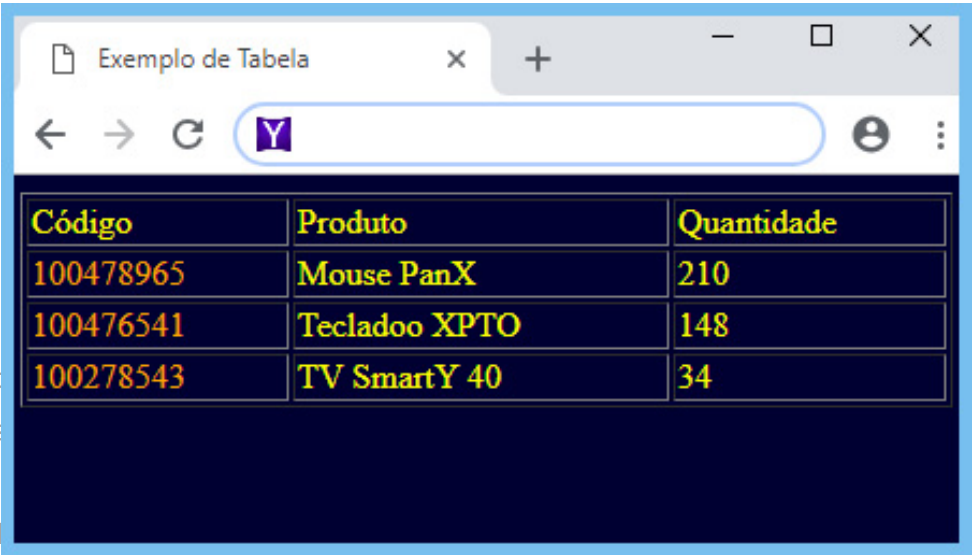 Exemplo de Tabela
Y
Código Produto Quantidade
100478965 Mouse PanX 210
100476541 Tecladoo XPTO 148
100278543 TV SmartY 40 34